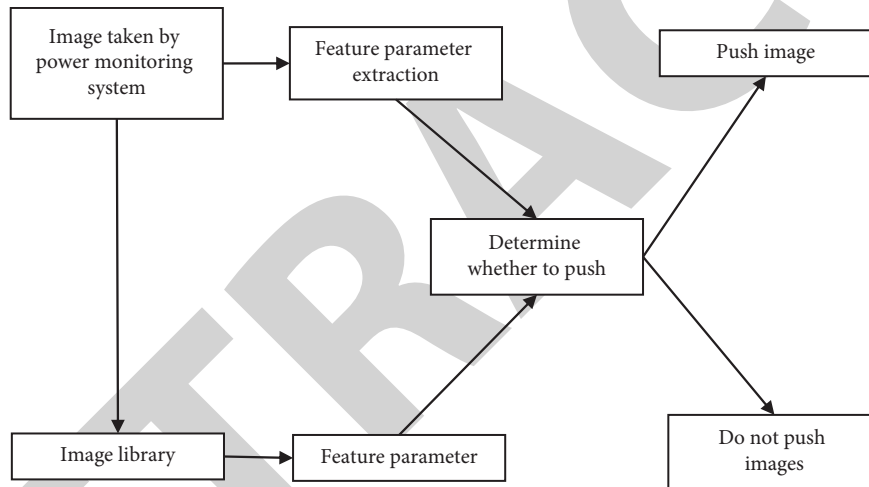 Image taken by
power monitoring
system
Feature parameter
extraction
Push image
Determine
whether to push
Image library
Feature parameter
Do not push
images
TRAC